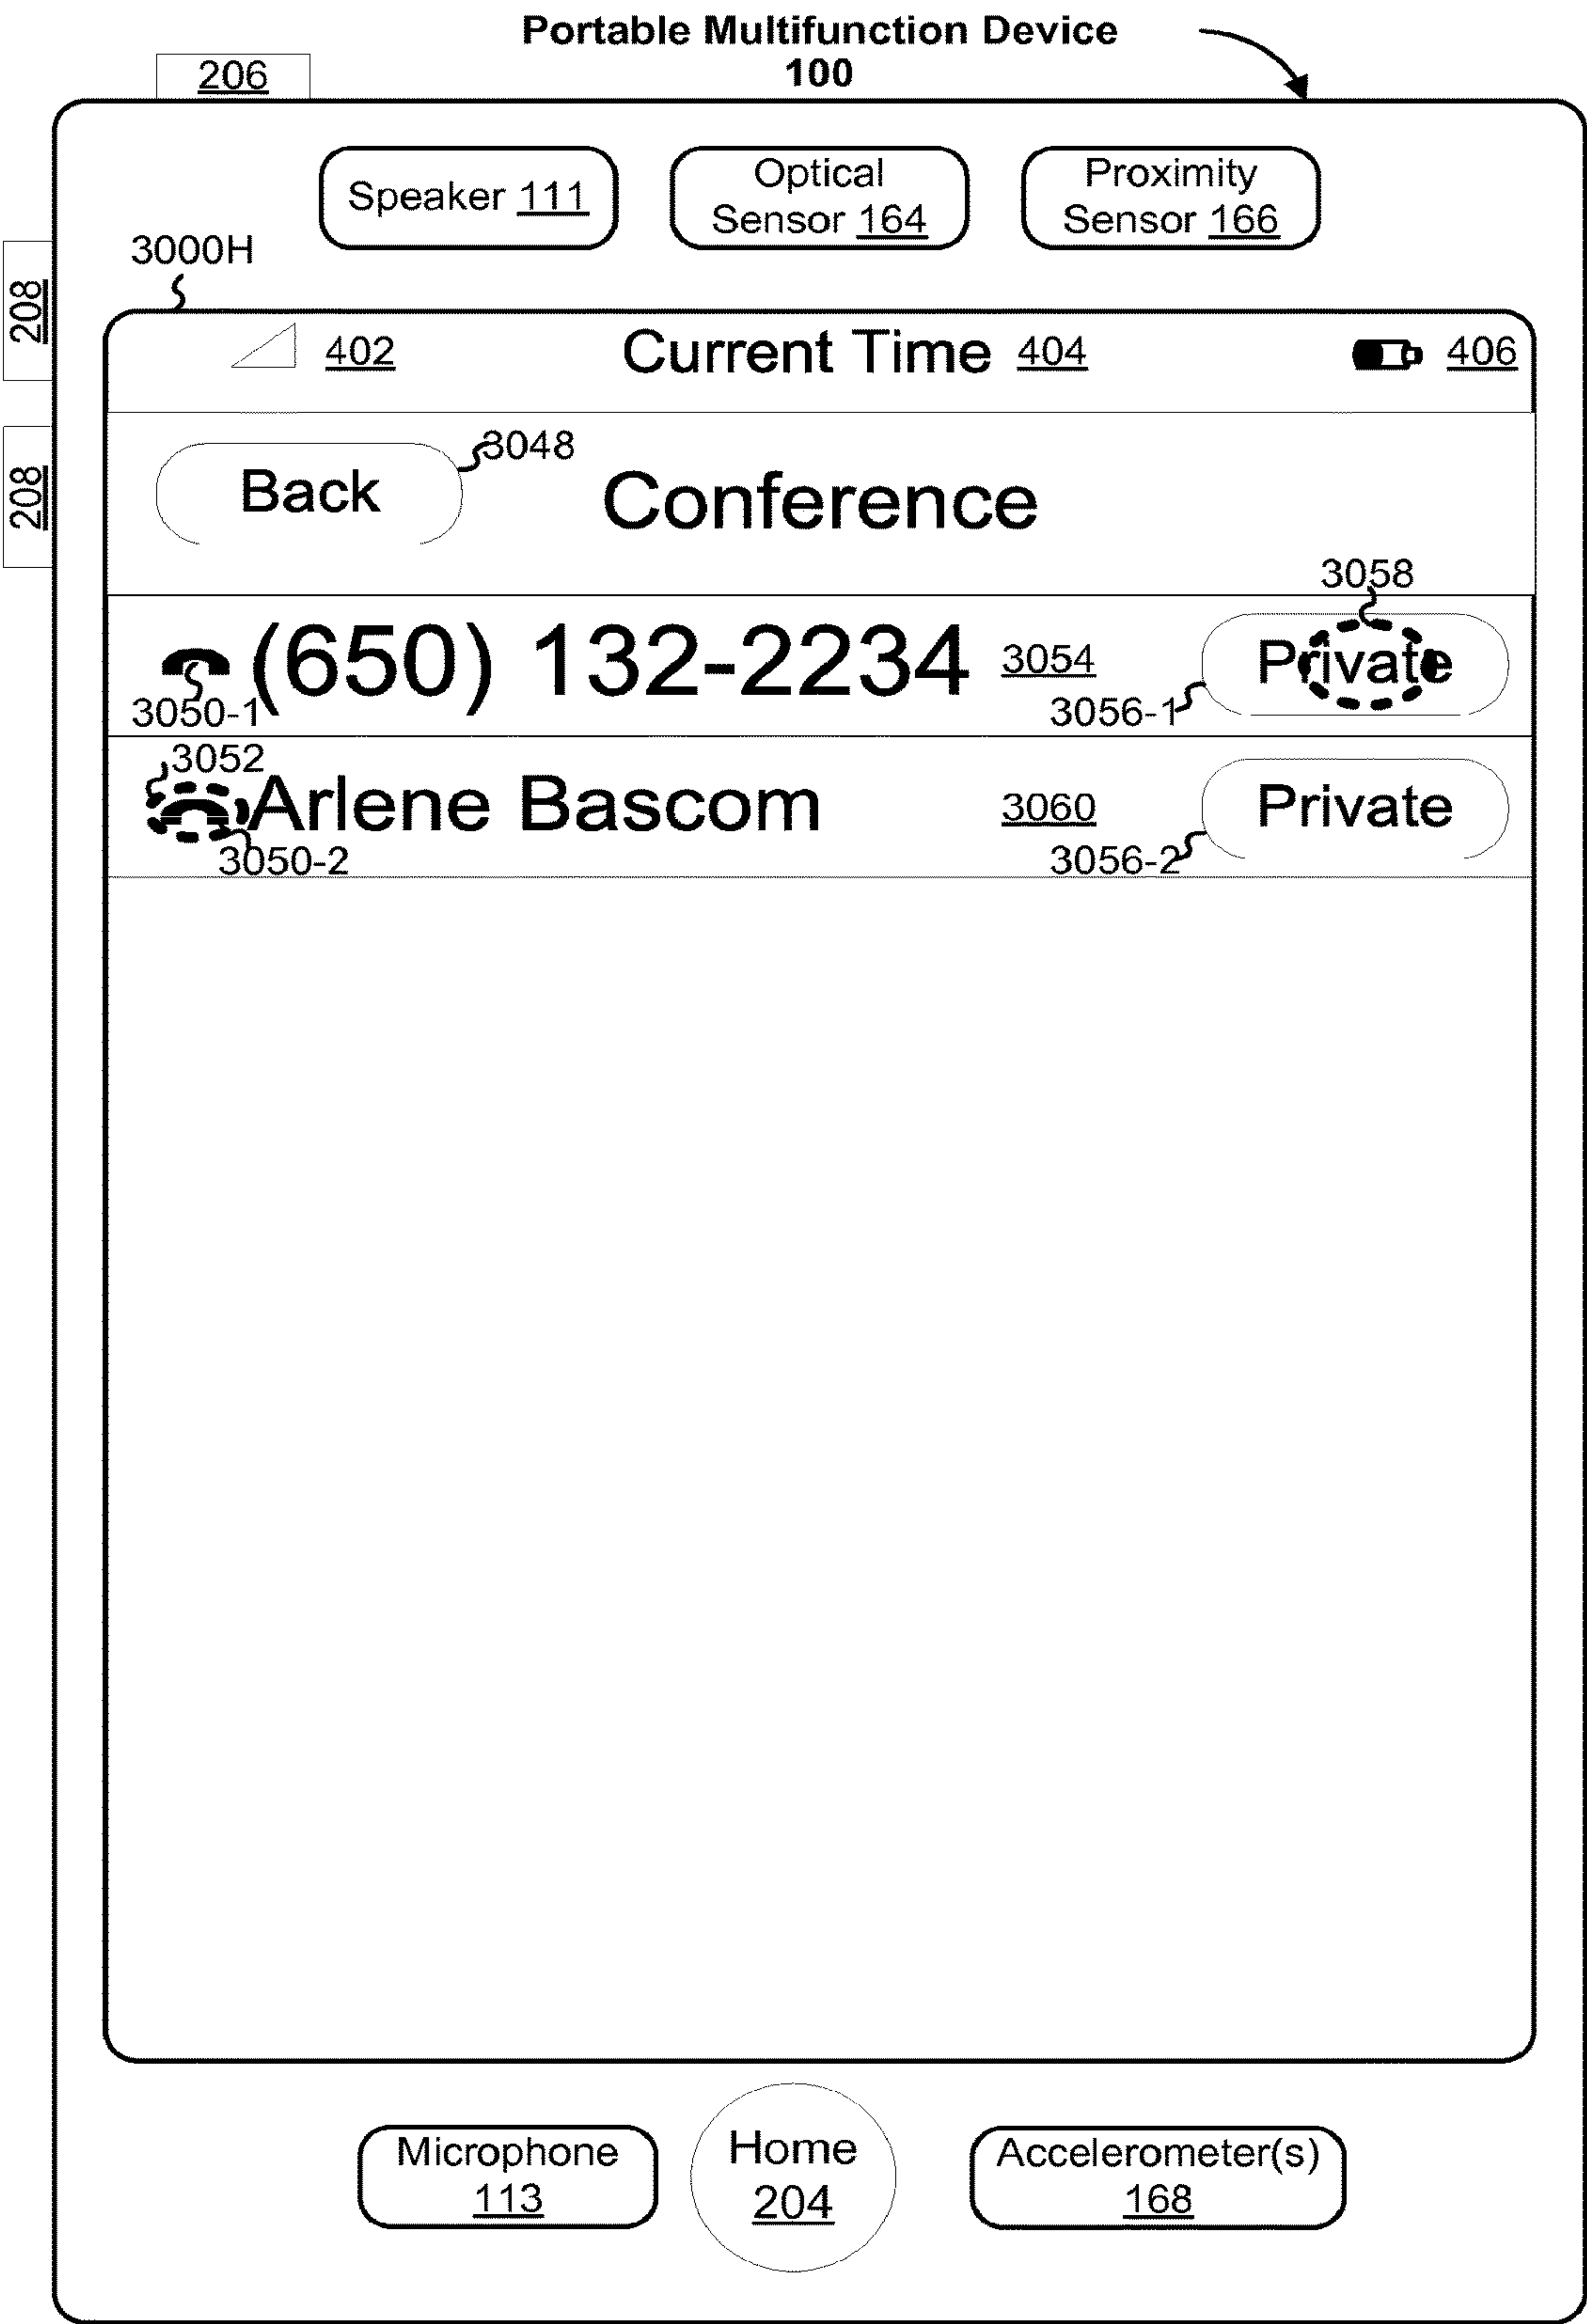 Portable Multifunction Device
100
206
Speaker 111
Optical
Sensor 164
Proximity
Sensor 166
3000H
208
208
402
Current Time 404
406
Back
3048
Conference
3058
(650) 132-2234
3054
Private
3050-1
3056-1
3052
Arlene Bascom
3060
Private
3050-2
3056-2
Microphone
113
Home
204
Accelerometer(s)
168